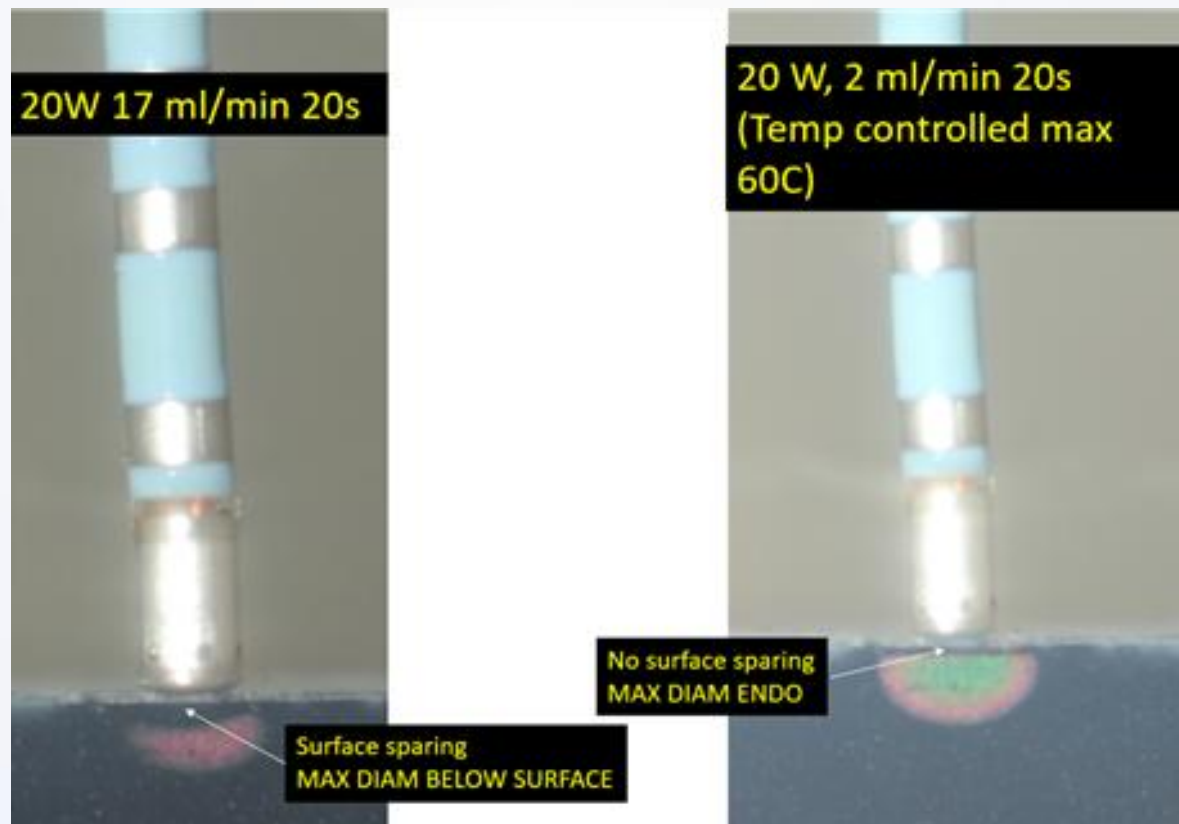 20W 17 ml/min 20s
20 W, 2 ml/min 20s
(Temp controlled max
60C)
No surface sparing
MAX DIAM ENDO
Surface sparing
MAX DIAM BELOW SURFACE